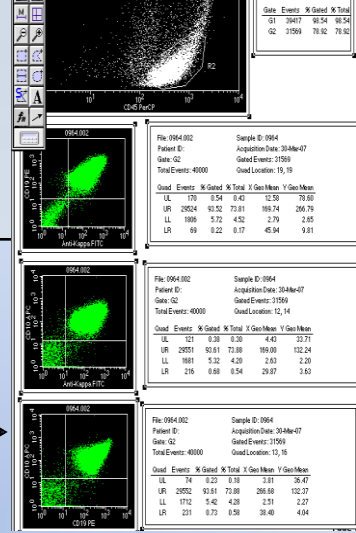 Gate Events % Gated % Total
G1 39417 98.54 98.54
G2 31569 78.92 78.92
R2
10¹ 10² 10³ 10⁴
CD45 PerCP
A
0964.002
CD19 PE
Anti-Kappa FITC
File: 0964.002 Sample ID: 0964
Patient ID: Acquisition Date: 30-Mar-07
Gate: G2 Gated Events: 31569
Total Events: 40000 Quad Location: 19, 19
Quad Events % Gated % Total X Geo Mean Y Geo Mean
UL 170 0.54 0.43 12.58 78.60
UR 29524 93.52 73.81 169.74 266.79
LL 1806 5.72 4.52 2.79 2.65
LR 69 0.22 0.17 45.94 9.81
0964.002
CD10 APC
Anti-Kappa FITC
File: 0964.002 Sample ID: 0964
Patient ID: Acquisition Date: 30-Mar-07
Gate: G2 Gated Events: 31569
Total Events: 40000 Quad Location: 12, 14
Quad Events % Gated % Total X Geo Mean Y Geo Mean
UL 121 0.38 0.30 4.43 33.71
UR 29551 93.61 73.88 169.00 132.24
LL 1681 5.32 4.20 2.63 2.20
LR 216 0.68 0.54 29.87 3.63
0964.002
CD10 APC
CD19 PE
File: 0964.002 Sample ID: 0964
Patient ID: Acquisition Date: 30-Mar-07
Gate: G2 Gated Events: 31569
Total Events: 40000 Quad Location: 13, 16
Quad Events % Gated % Total X Geo Mean Y Geo Mean
UL 74 0.23 0.18 3.81 36.47
UR 29552 93.61 73.88 266.68 132.37
LL 1712 5.42 4.28 2.51 2.27
LR 231 0.73 0.58 38.40 4.04